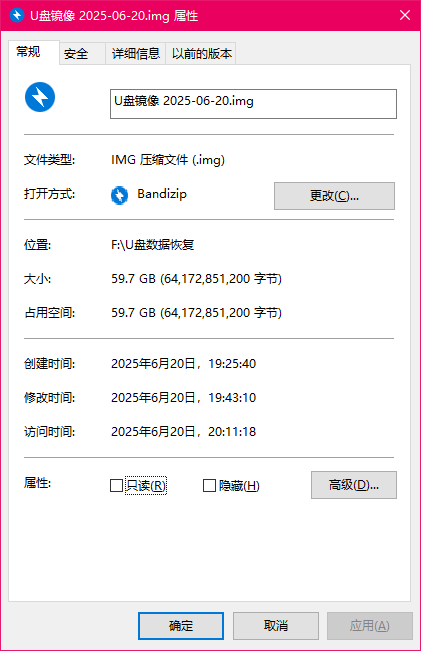 U盘镜像 2025-06-20.img 属性
常规 安全 详细信息 以前的版本
U盘镜像 2025-06-20.img
文件类型: IMG 压缩文件 (.img)
打开方式: Bandizip 更改(C)...
位置: F:\U盘数据恢复
大小: 59.7 GB (64,172,851,200 字节)
占用空间: 59.7 GB (64,172,851,200 字节)
创建时间: 2025年6月20日，19:25:40
修改时间: 2025年6月20日，19:43:10
访问时间: 2025年6月20日，20:11:18
属性: 只读(R) 隐藏(H) 高级(D)...
确定 取消 应用(A)